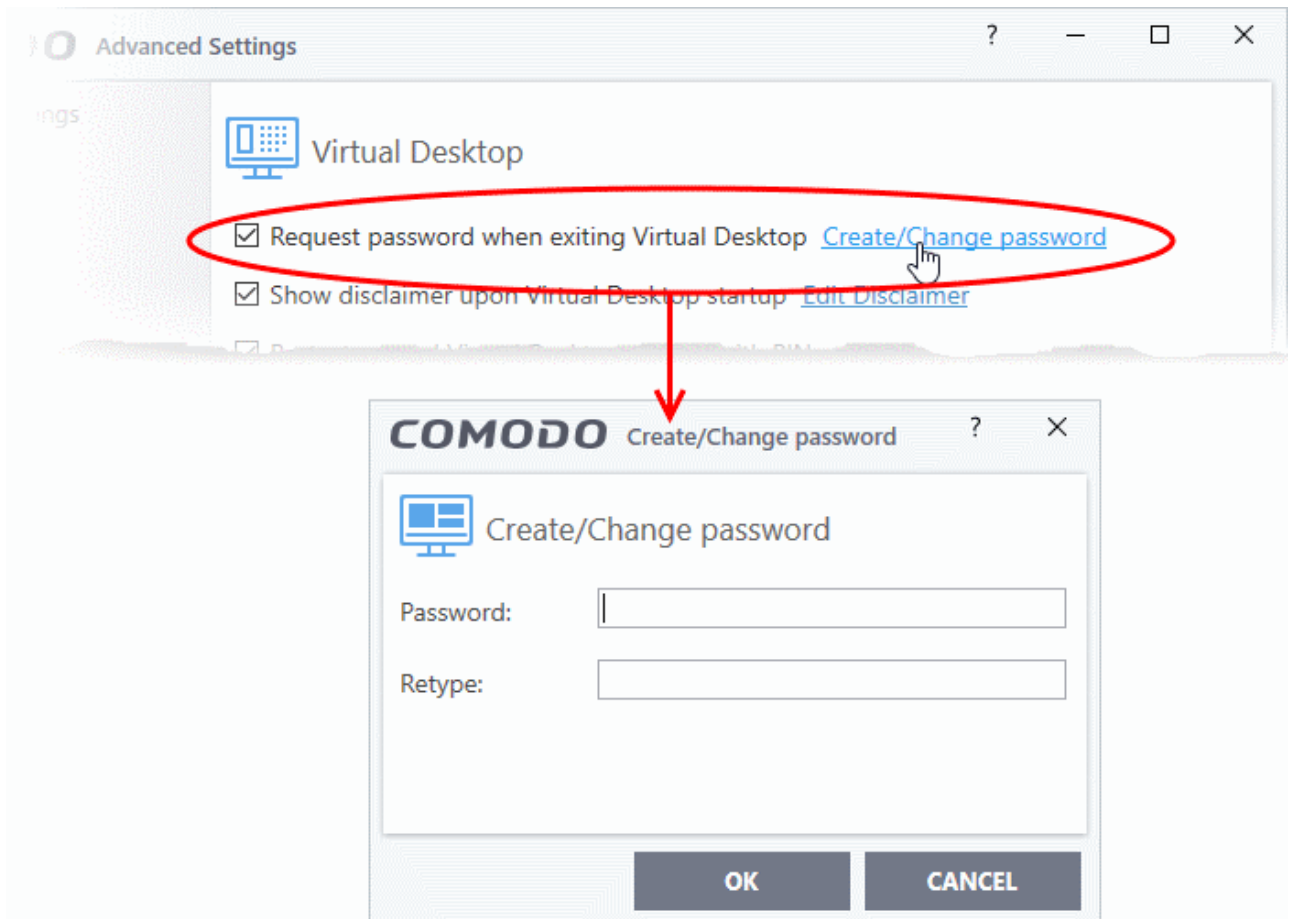 O Advanced Settings ?
ings
Virtual Desktop
Request password when exiting Virtual Desktop Create/Change password
Show disclaimer upon Virtual Desktop startup Edit Disclaimer
COMODO Create/Change password ?
Create/Change password
Password:
Retype:
OK CANCEL